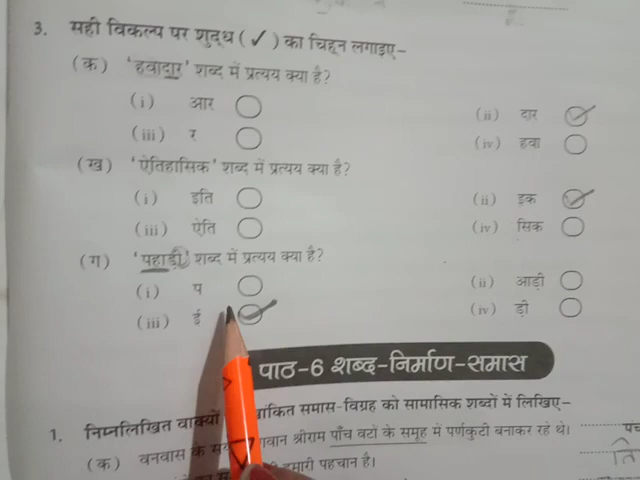 3. सही विकल्प पर शुद्ध (✓) का चिह्न लगाइए–
(क) 'हवादार' शब्द में प्रत्यय क्या है?
(i) आर (ii) दार
(iii) र (iv) हवा
(ख) 'ऐतिहासिक' शब्द में प्रत्यय क्या है?
(i) इति (ii) इक
(iii) ऐति (iv) सिक
(ग) 'पहाड़ी' शब्द में प्रत्यय क्या है?
(i) प (ii) आड़ी
(iii) ई (iv) ड़ी
पाठ-6 शब्द-निर्माण-समास
1. निम्नलिखित वाक्यों समास-विग्रह को सामासिक शब्दों में लिखिए–
(क) वनवास के श्रीराम पाँच वटों के समूह में पर्णकुटी बनाकर रहे थे।
हमारी पहचान है।